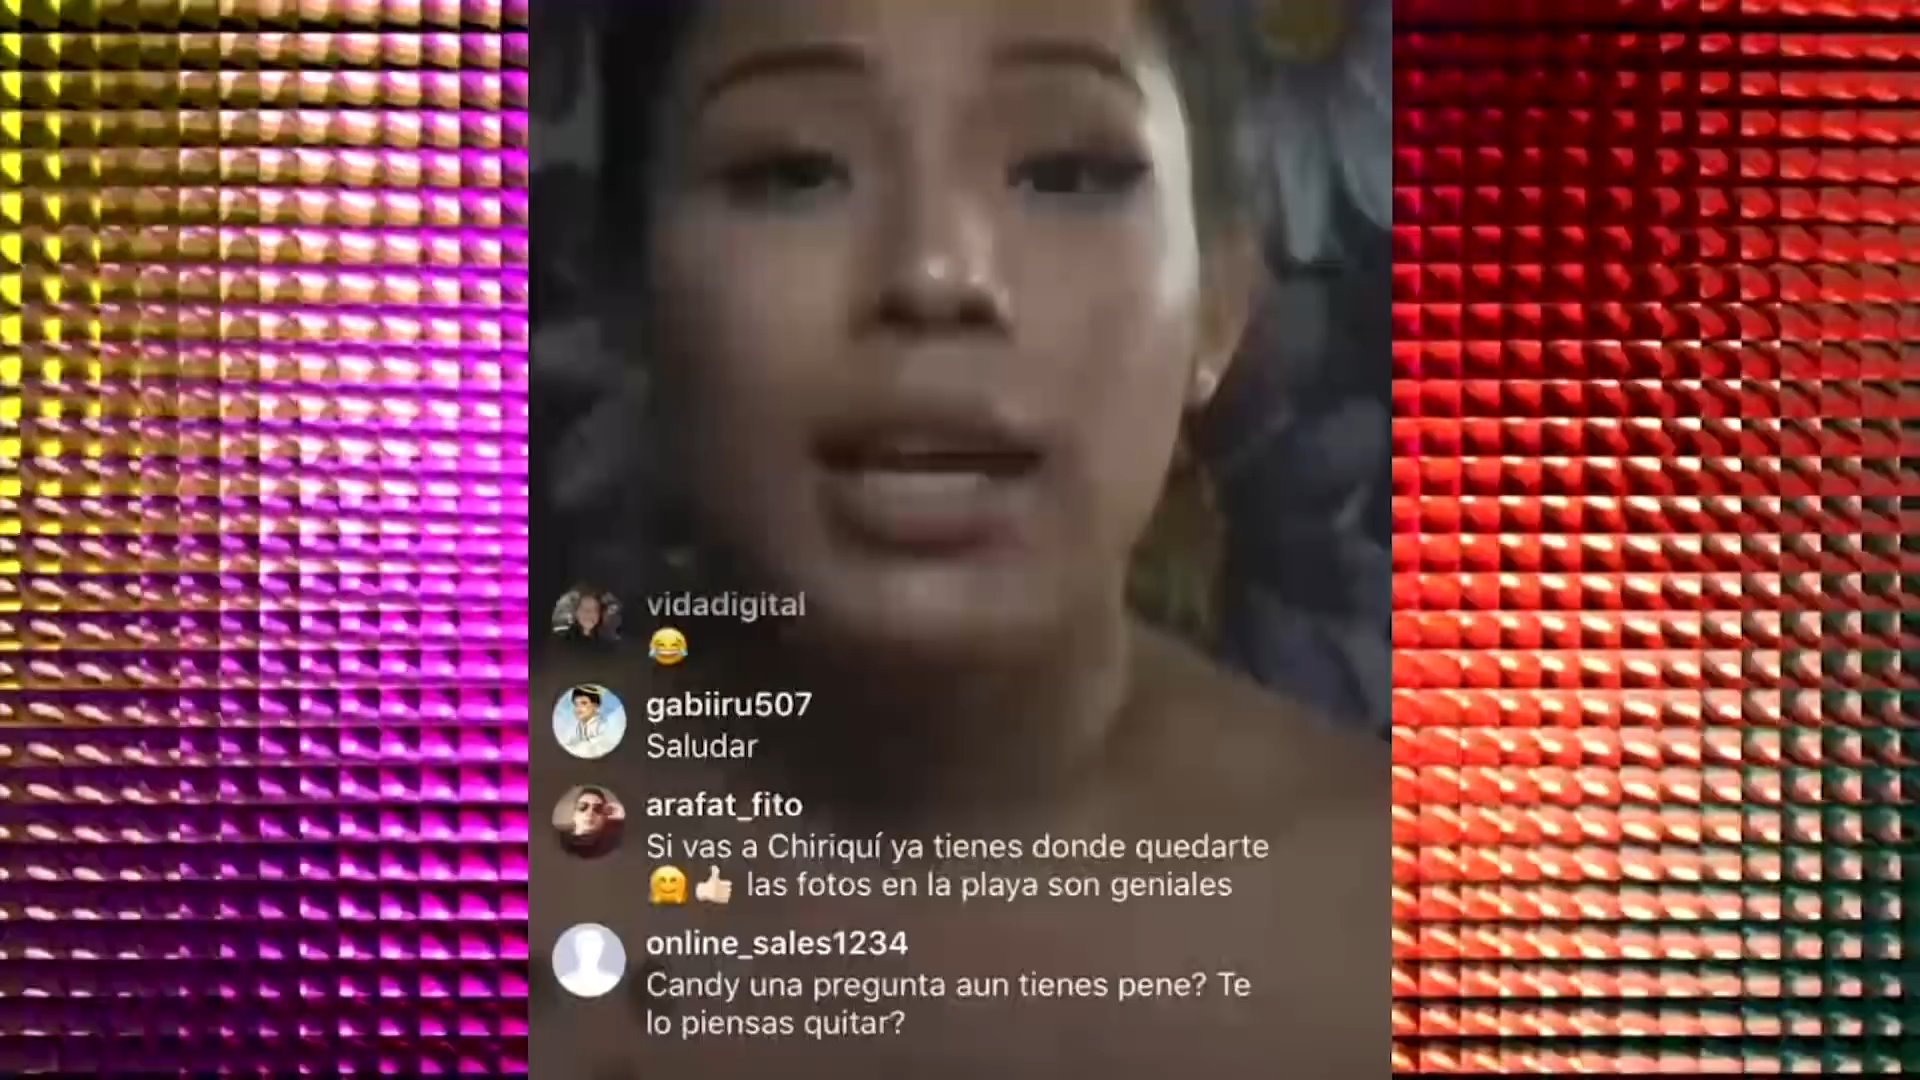 vidadigital
😂
gabiiru507
Saludar
arafat_fito
Si vas a Chiriquí ya tienes donde quedarte
🤗👍🏻 las fotos en la playa son geniales
online_sales1234
Candy una pregunta aun tienes pene? Te
lo piensas quitar?